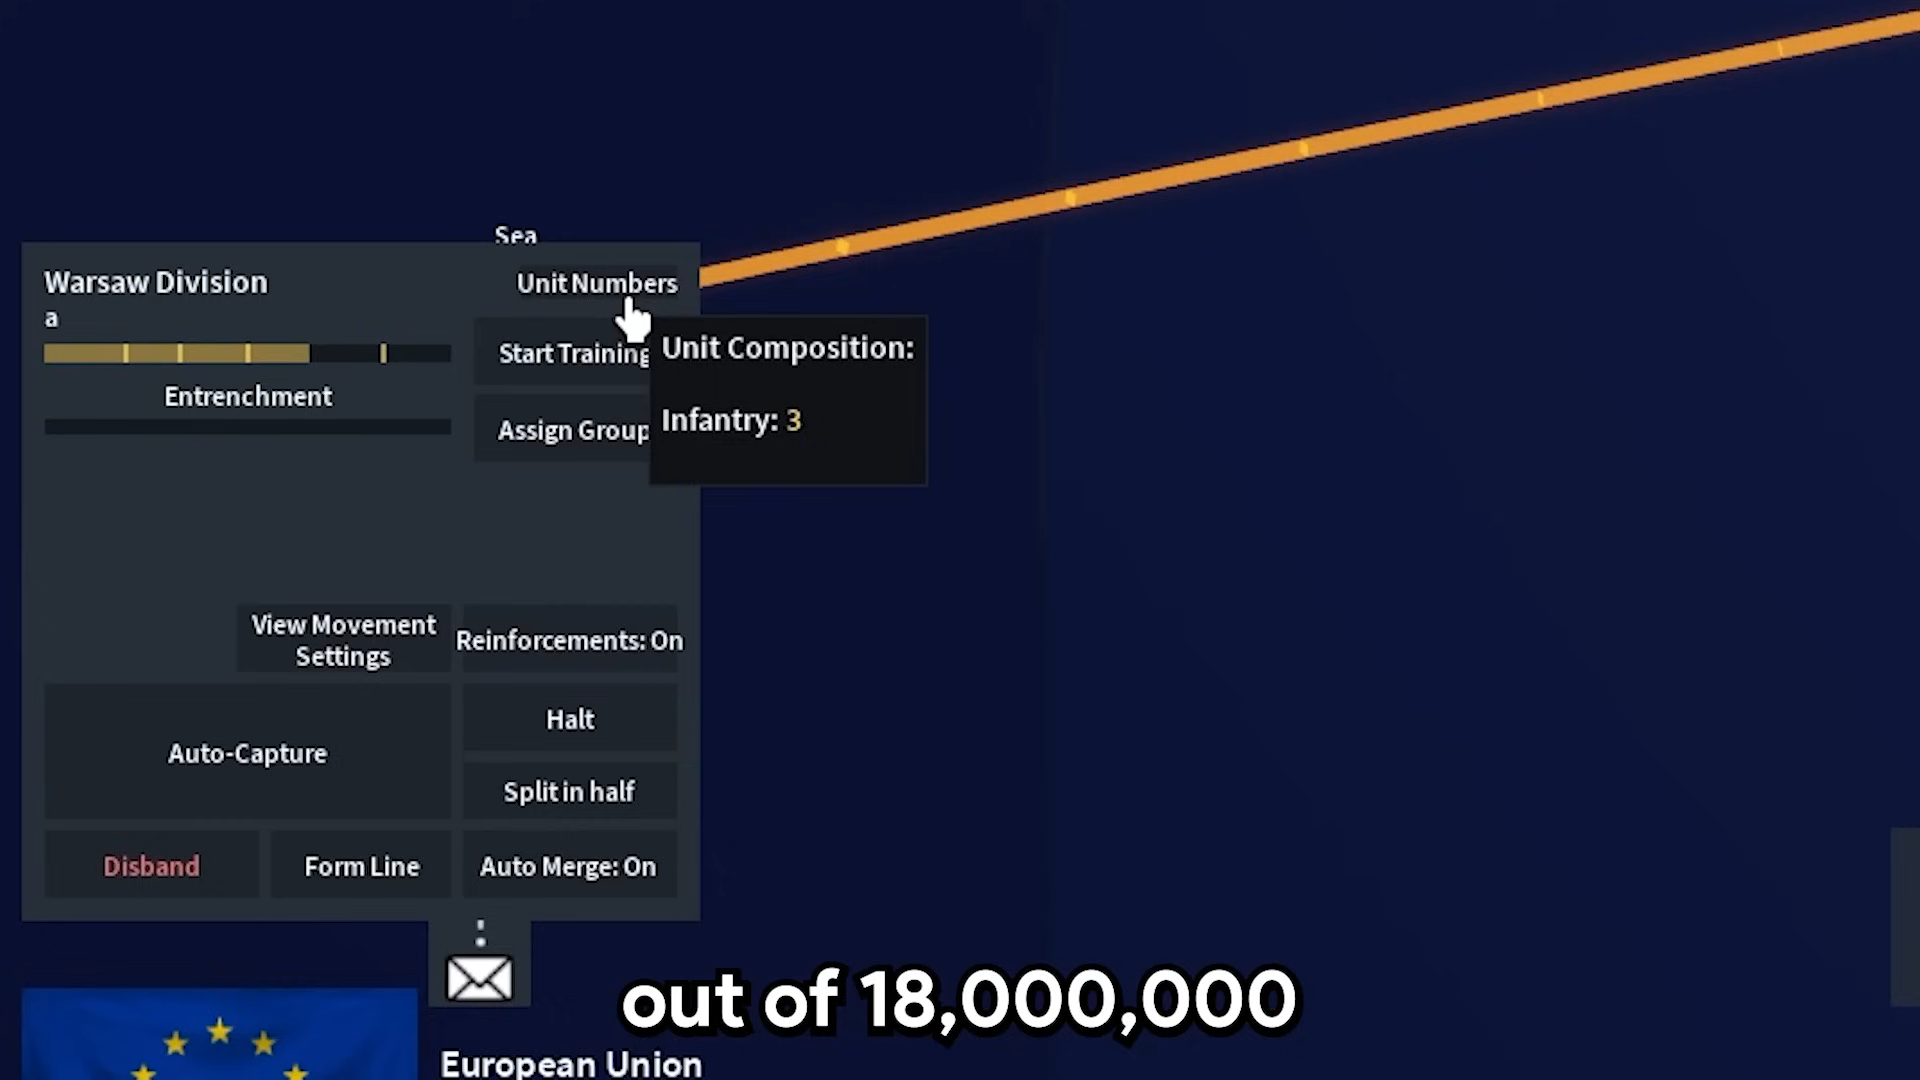 Sea
Warsaw Division
Unit Numbers
a
Start Training
Unit Composition:
Entrenchment
Infantry: 3
Assign Group
View Movement
Settings
Reinforcements: On
Halt
Auto-Capture
Split in half
Disband
Form Line
Auto Merge: On
out of 18,000,000
European Union